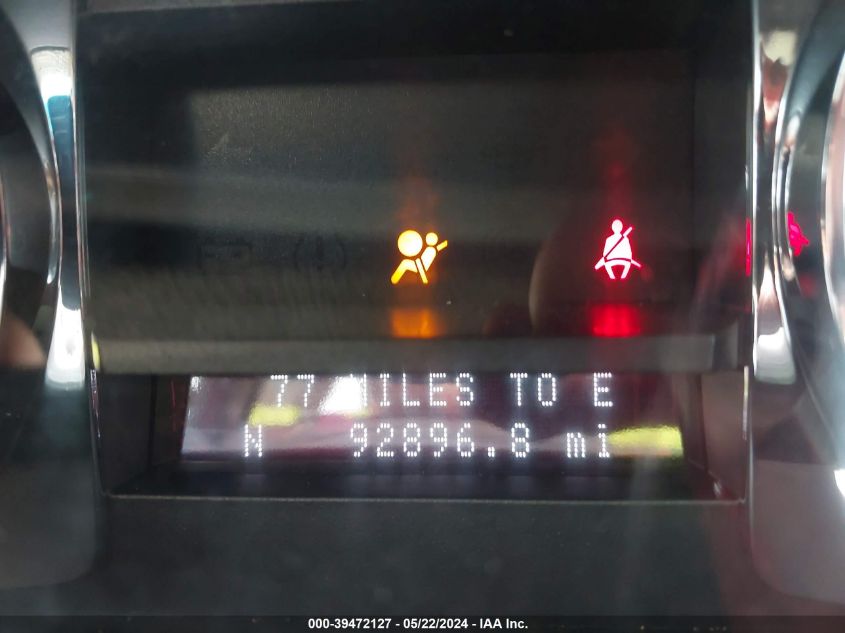 77 MILES TO E
N 92896.8 mi
000-39472127 - 05/22/2024 - IAA Inc.